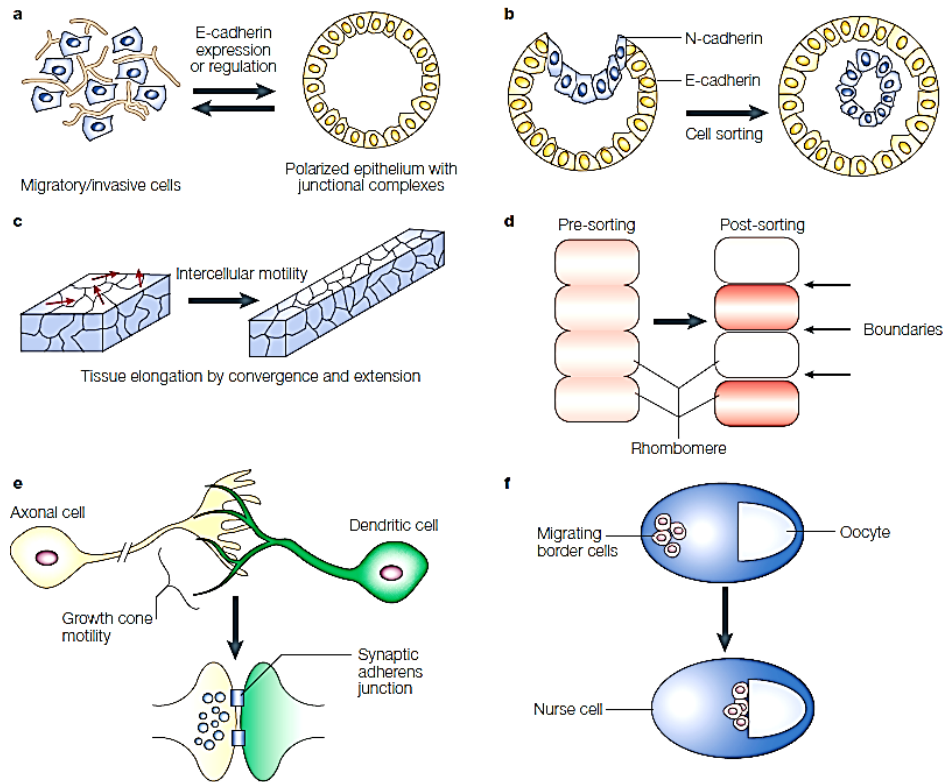 a
E-cadherin
expression
or regulation
Migratory/invasive cells
Polarized epithelium with
junctional complexes
b
N-cadherin
E-cadherin
Cell sorting
c
Intercellular motility
Tissue elongation by convergence and extension
d
Pre-sorting
Post-sorting
Boundaries
Rhombomere
e
Axonal cell
Dendritic cell
Growth cone
motility
Synaptic
adherens
junction
f
Migrating
border cells
Oocyte
Nurse cell